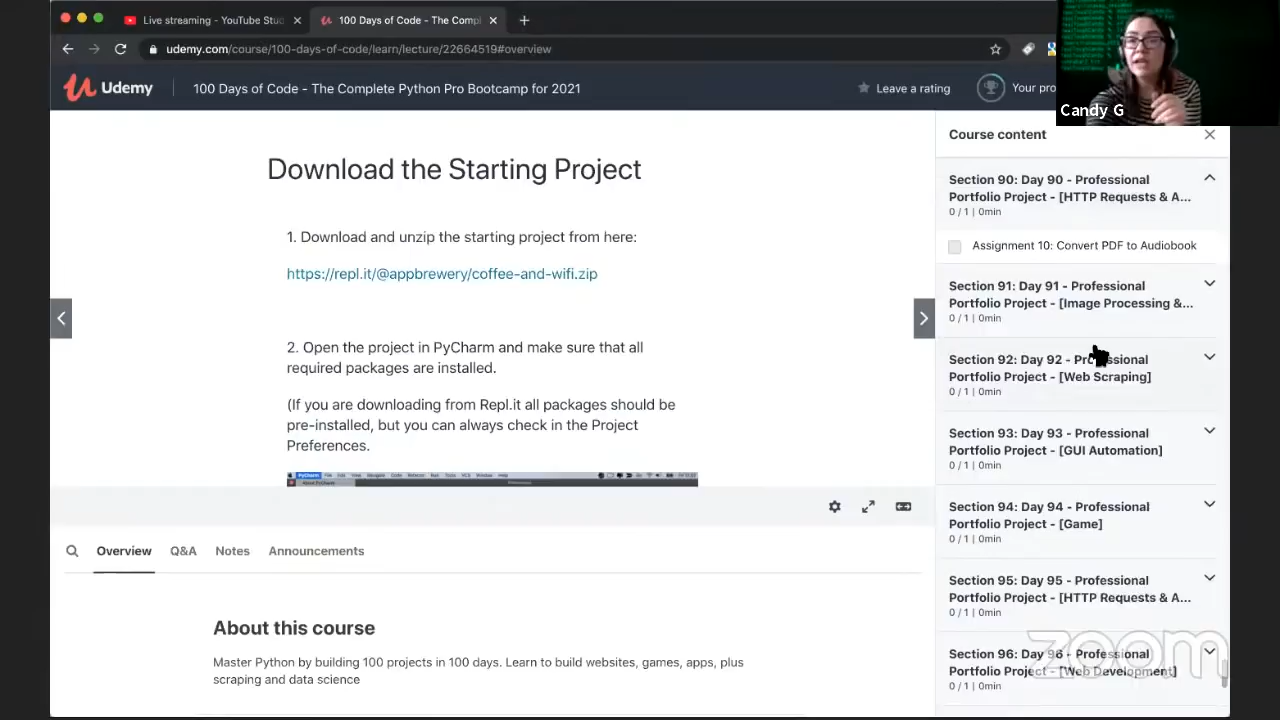 Live streaming - YouTube Stud
100 Days of Code - The Compl
udemy.com/course/100-days-of-code/lecture/22664519#overview
Udemy
100 Days of Code - The Complete Python Pro Bootcamp for 2021
Leave a rating
Your pro
Candy G
Download the Starting Project
1. Download and unzip the starting project from here:
https://repl.it/@appbrewery/coffee-and-wifi.zip
2. Open the project in PyCharm and make sure that all
required packages are installed.
(If you are downloading from Repl.it all packages should be
pre-installed, but you can always check in the Project
Preferences.
Overview
Q&A
Notes
Announcements
About this course
Master Python by building 100 projects in 100 days. Learn to build websites, games, apps, plus
scraping and data science
Course content
Section 90: Day 90 - Professional
Portfolio Project - [HTTP Requests & A...
0 / 1 | 0min
Assignment 10: Convert PDF to Audiobook
Section 91: Day 91 - Professional
Portfolio Project - [Image Processing &...
0 / 1 | 0min
Section 92: Day 92 - Professional
Portfolio Project - [Web Scraping]
0 / 1 | 0min
Section 93: Day 93 - Professional
Portfolio Project - [GUI Automation]
0 / 1 | 0min
Section 94: Day 94 - Professional
Portfolio Project - [Game]
0 / 1 | 0min
Section 95: Day 95 - Professional
Portfolio Project - [HTTP Requests & A...
0 / 1 | 0min
Section 96: Day 96 - Professional
Portfolio Project - [Web Development]
0 / 1 | 0min
zoom